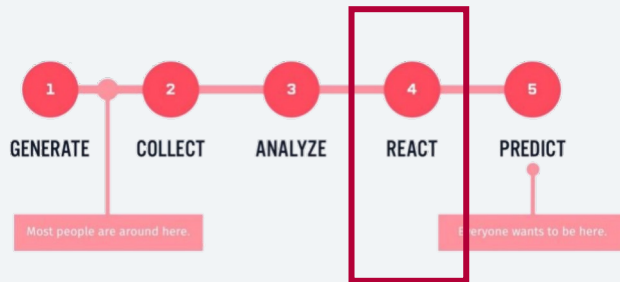 1 2 3 4 5
GENERATE COLLECT ANALYZE REACT PREDICT
Most people are around here. Everyone wants to be here.